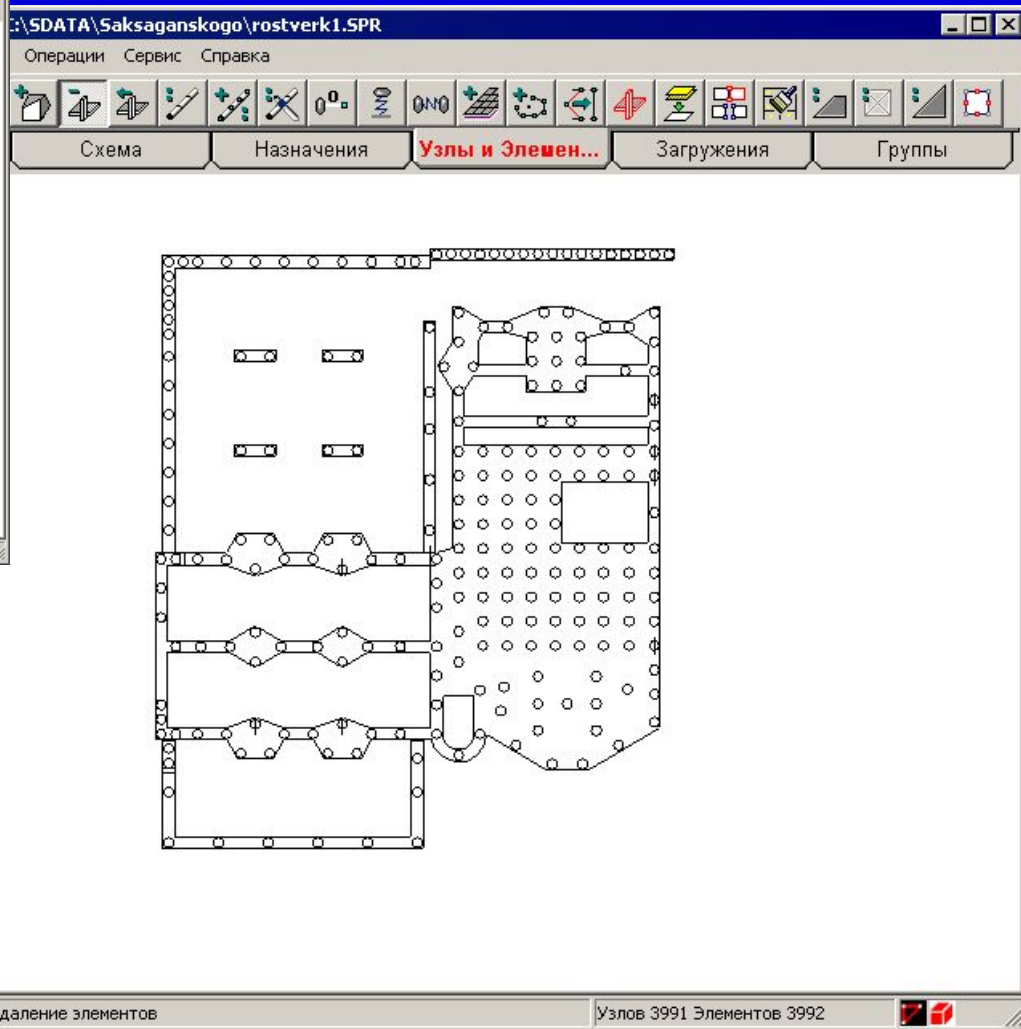 :\SDATA\Saksaganskogo\rostverk1.SPR
Операции Сервис Справка
Схема Назначения Узлы и Элемен... Загружения Группы
даление элементов Узлов 3991 Элементов 3992